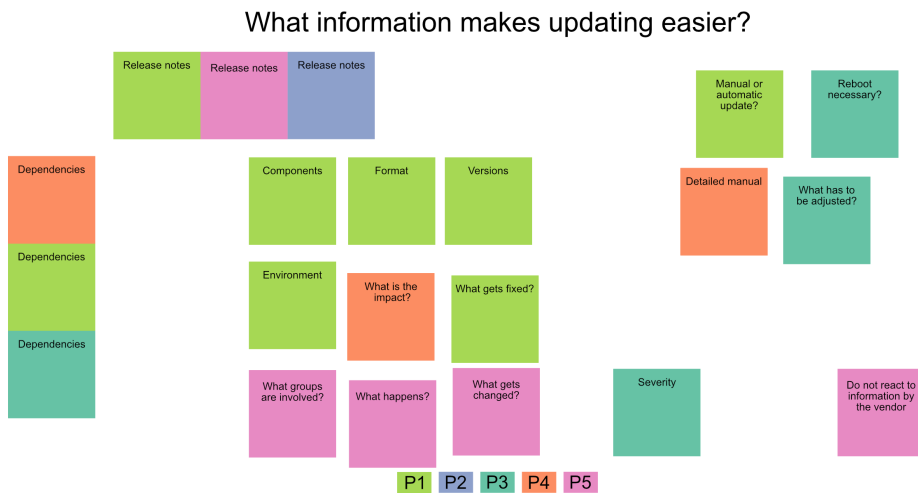 What information makes updating easier?
Release notes
Release notes
Release notes
Manual or
automatic
update?
Reboot
necessary?
Dependencies
Components
Format
Versions
Detailed manual
What has to
be adjusted?
Dependencies
Environment
What is the
impact?
What gets fixed?
Dependencies
What groups
are involved?
What happens?
What gets
changed?
Severity
Do not react to
information by
the vendor
P1
P2
P3
P4
P5